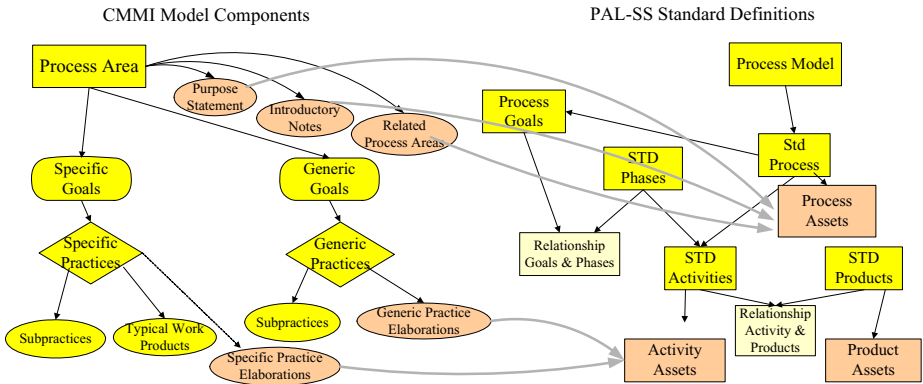 CMMI Model Components
PAL-SS Standard Definitions
Process Area
Purpose
Statement
Introductory
Notes
Related
Process Areas
Specific
Goals
Generic
Goals
Specific
Practices
Generic
Practices
Subpractices
Typical Work
Products
Specific Practice
Elaborations
Subpractices
Generic Practice
Elaborations
Process Model
Process
Goals
Std
Process
STD
Phases
Process
Assets
Relationship
Goals & Phases
STD
Activities
STD
Products
Relationship
Activity &
Products
Activity
Assets
Product
Assets